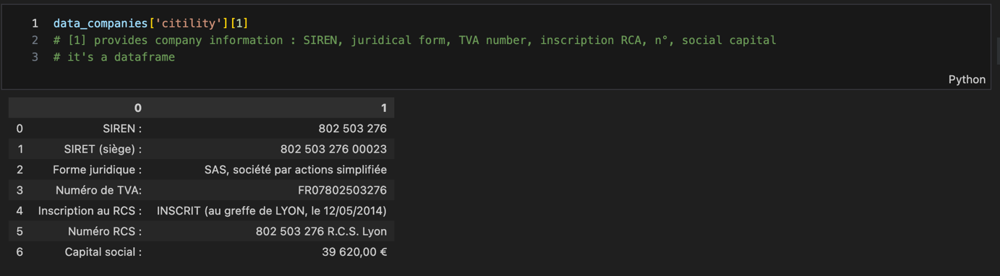 1 data_companies['citility'][1]
2 # [1] provides company information : SIREN, juridical form, TVA number, inscription RCA, n°, social capital
3 # it's a dataframe
Python
0 1
0 SIREN : 802 503 276
1 SIRET (siège) : 802 503 276 00023
2 Forme juridique : SAS, société par actions simplifiée
3 Numéro de TVA: FR07802503276
4 Inscription au RCS : INSCRIT (au greffe de LYON, le 12/05/2014)
5 Numéro RCS : 802 503 276 R.C.S. Lyon
6 Capital social : 39 620,00 €